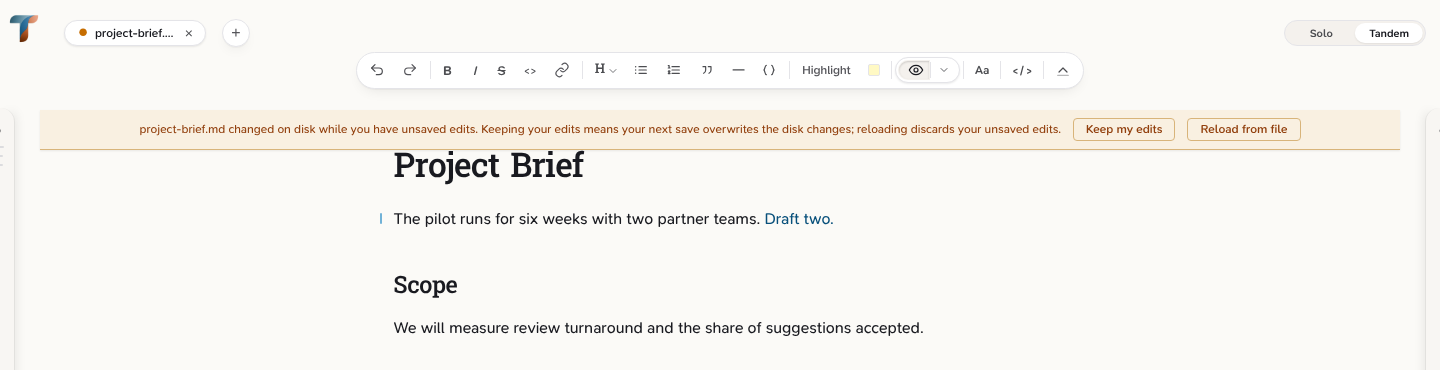 project-brief....
Solo
Tandem
B I S <> H Highlight Aa </>
project-brief.md changed on disk while you have unsaved edits. Keeping your edits means your next save overwrites the disk changes; reloading discards your unsaved edits.
Keep my edits
Reload from file
Project Brief
The pilot runs for six weeks with two partner teams. Draft two.
Scope
We will measure review turnaround and the share of suggestions accepted.